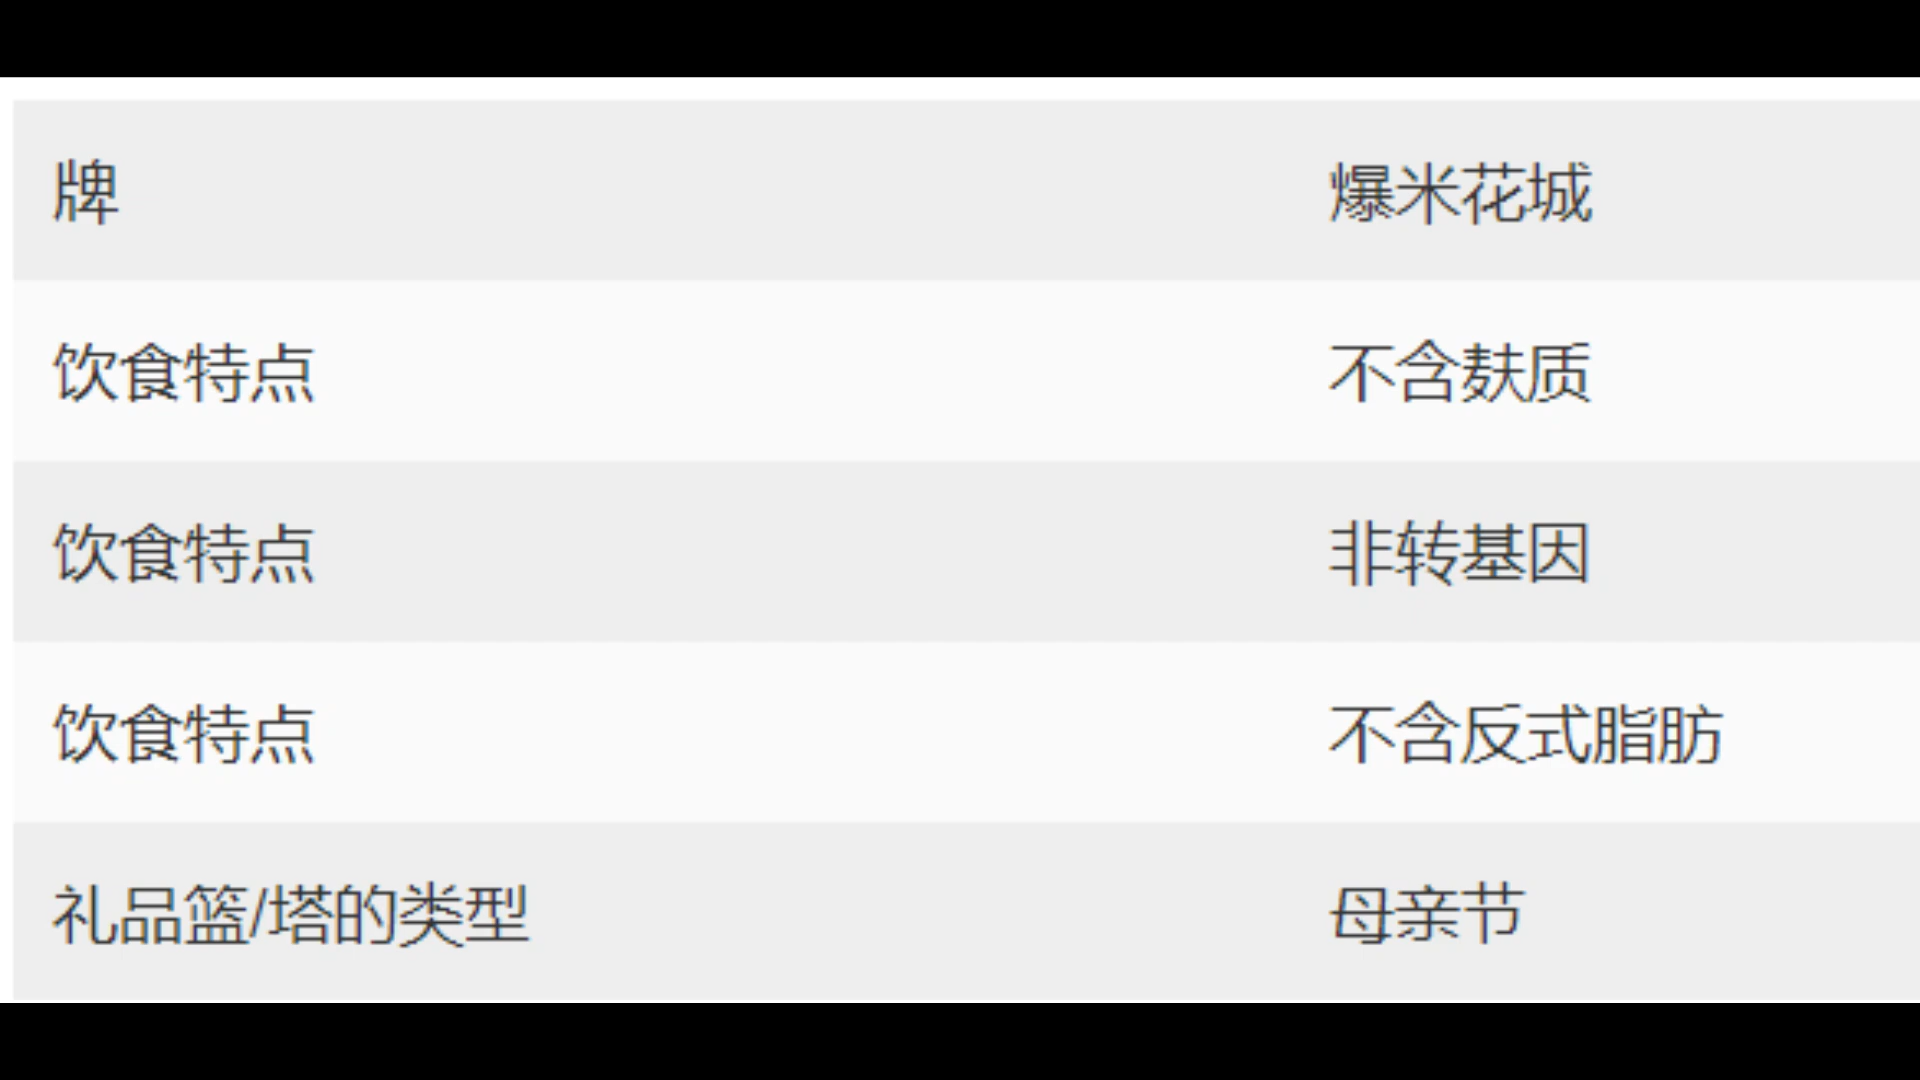 牌 爆米花城
饮食特点 不含麸质
饮食特点 非转基因
饮食特点 不含反式脂肪
礼品篮/塔的类型 母亲节